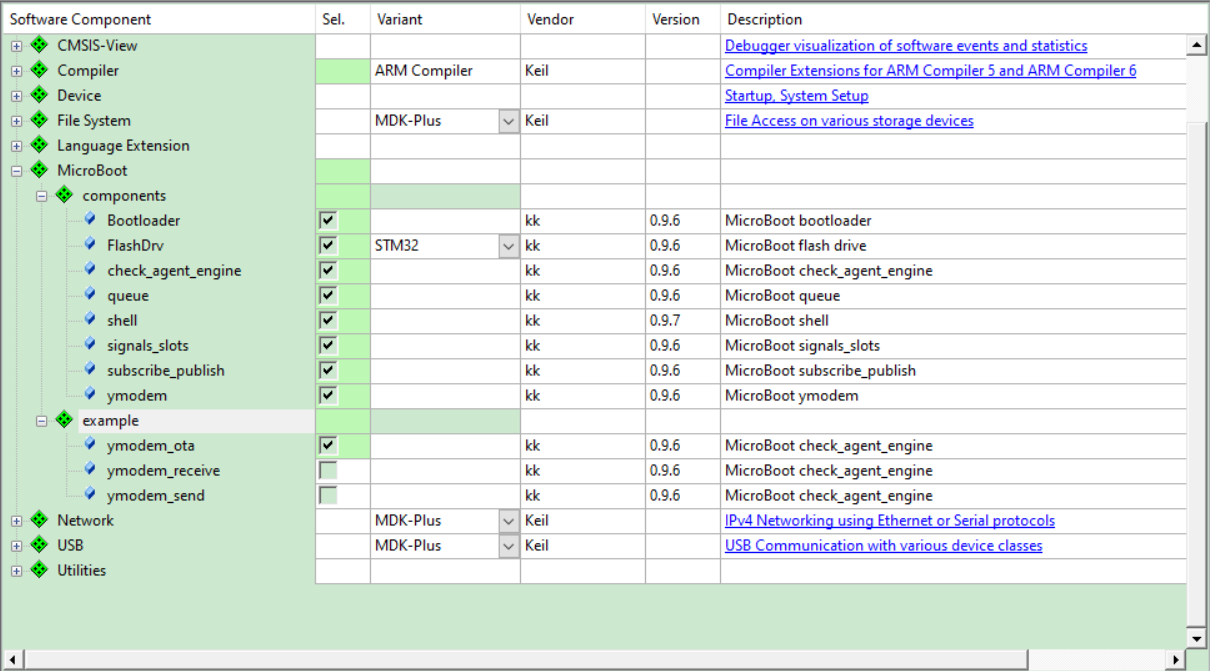 Software Component Sel. Variant Vendor Version Description
CMSIS-View Debugger visualization of software events and statistics
Compiler ARM Compiler Keil Compiler Extensions for ARM Compiler 5 and ARM Compiler 6
Device Startup, System Setup
File System MDK-Plus Keil File Access on various storage devices
Language Extension
MicroBoot
components
Bootloader kk 0.9.6 MicroBoot bootloader
FlashDrv STM32 kk 0.9.6 MicroBoot flash drive
check_agent_engine kk 0.9.6 MicroBoot check_agent_engine
queue kk 0.9.6 MicroBoot queue
shell kk 0.9.7 MicroBoot shell
signals_slots kk 0.9.6 MicroBoot signals_slots
subscribe_publish kk 0.9.6 MicroBoot subscribe_publish
ymodem kk 0.9.6 MicroBoot ymodem
example
ymodem_ota kk 0.9.6 MicroBoot check_agent_engine
ymodem_receive kk 0.9.6 MicroBoot check_agent_engine
ymodem_send kk 0.9.6 MicroBoot check_agent_engine
Network MDK-Plus Keil IPv4 Networking using Ethernet or Serial protocols
USB MDK-Plus Keil USB Communication with various device classes
Utilities